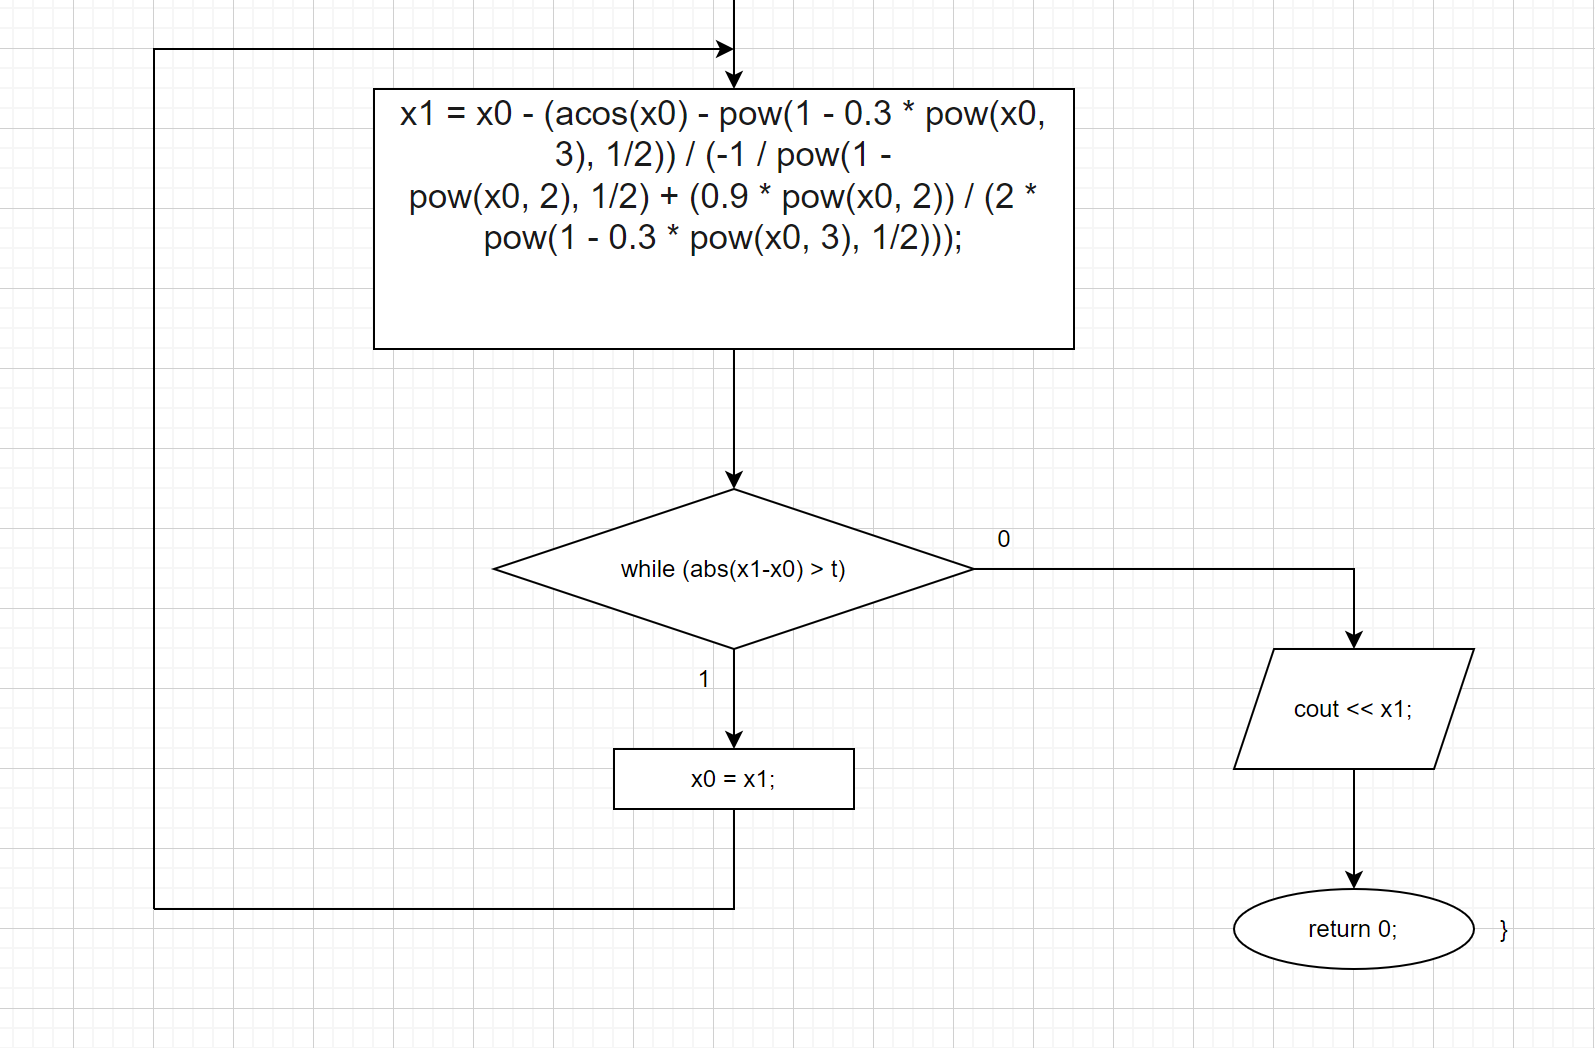 x1 = x0 - (acos(x0) - pow(1 - 0.3 * pow(x0,
3), 1/2)) / (-1 / pow(1 -
pow(x0, 2), 1/2) + (0.9 * pow(x0, 2)) / (2 *
pow(1 - 0.3 * pow(x0, 3), 1/2)));
0
while (abs(x1-x0) > t)
1
cout << x1;
x0 = x1;
return 0;
}